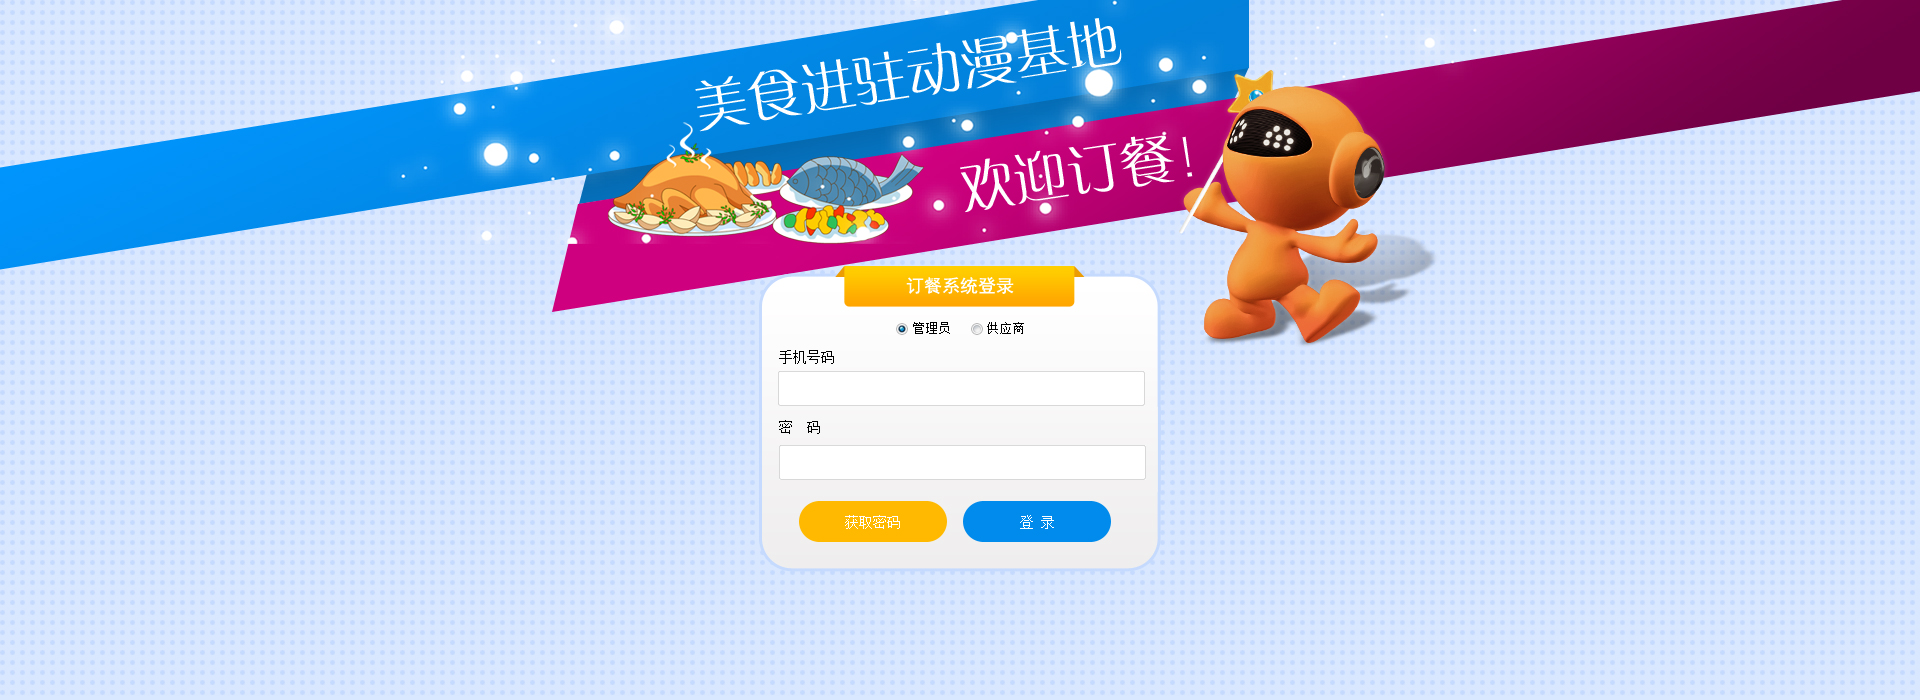 美食进驻动漫基地
欢迎订餐!
订餐系统登录
管理员 供应商
手机号码
密 码
获取密码 登 录